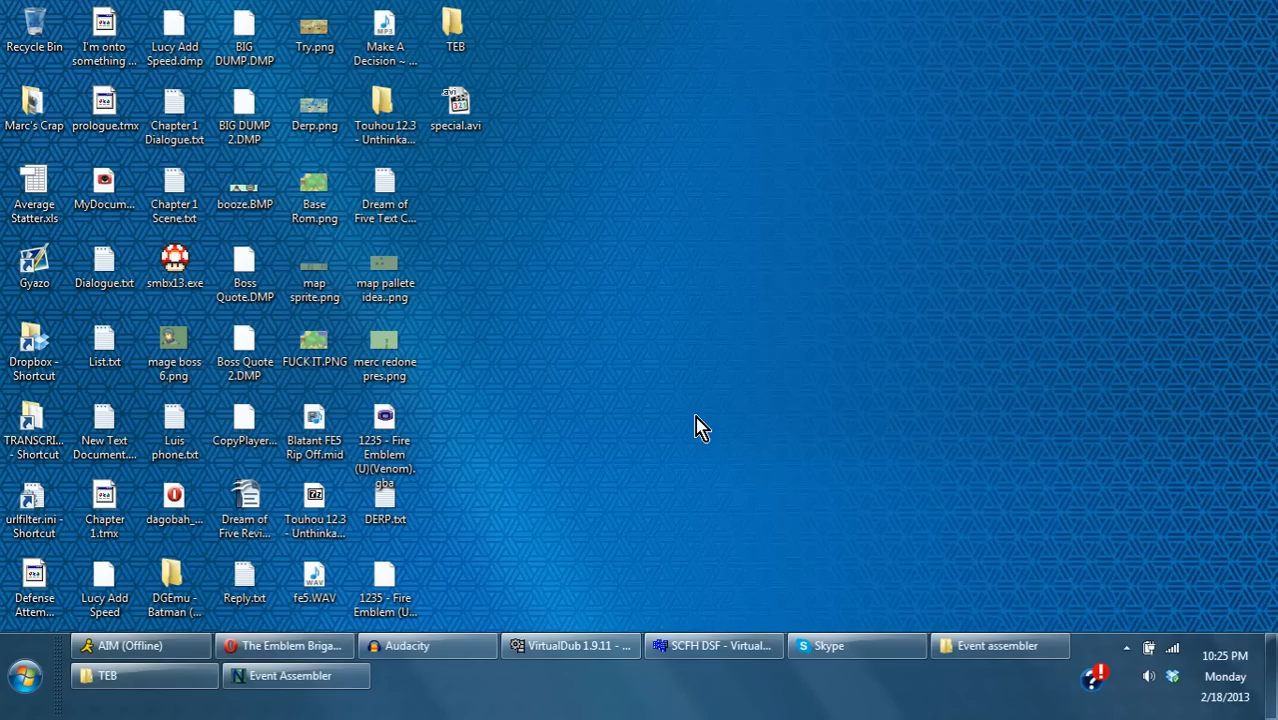 Recycle Bin
I'm onto
something ...
Lucy Add
Speed.dmp
BIG
DUMP.DMP
Try.png
Make A
Decision ~ ...
TEB
Marc's Crap
prologue.tmx
Chapter 1
Dialogue.txt
BIG DUMP
2.DMP
Derp.png
Touhou 12.3
- Unthinka...
.avi
321
special.avi
Average
Statter.xls
MyDocum...
Chapter 1
Scene.txt
booze.BMP
Base
Rom.png
Dream of
Five Text C...
Gyazo
Dialogue.txt
smbx13.exe
Boss
Quote.DMP
map
sprite.png
map pallete
idea..png
Dropbox -
Shortcut
List.txt
mage boss
6.png
Boss Quote
2.DMP
FUCK IT.PNG
merc redone
pres.png
TRANSCRI...
- Shortcut
New Text
Document....
Luis
phone.txt
CopyPlayer...
Blatant FE5
Rip Off.mid
1235 - Fire
Emblem
(U)(Venom).
gba
urlfilter.ini -
Shortcut
Chapter
1.tmx
dagobah_...
Dream of
Five Revi...
7z
Touhou 12.3
- Unthinka...
DERP.txt
Defense
Attem...
Lucy Add
Speed
DGEmu -
Batman (...
Reply.txt
WAV
fe5.WAV
1235 - Fire
Emblem (U...
MP3
AIM (Offline)
The Emblem Briga...
Audacity
VirtualDub 1.9.11 - ...
SCFH DSF - Virtual...
Skype
Event assembler
TEB
Event Assembler
10:25 PM
Monday
2/18/2013